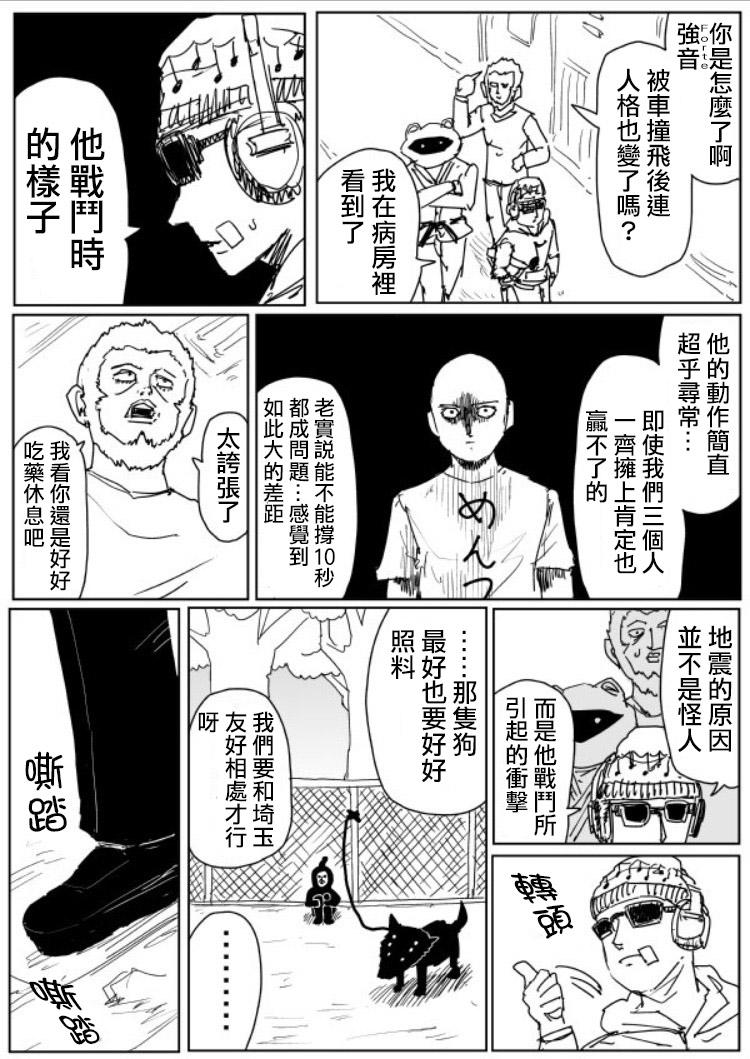 你是怎麼了啊
強音
Forte
被車撞飛後連
人格也變了嗎？
我在病房裡
看到了
他戰鬥時
的樣子
他的動作簡直
超乎尋常…
即使我們三個人
一齊擁上肯定也
贏不了的
めんつ
老實説能不能撐10秒
都成問題…感覺到
如此大的差距
太誇張了
我看你還是好好
吃藥休息吧
地震的原因
並不是怪人
而是他戰鬥所
引起的衝擊
轉頭
……那隻狗
最好也要好好
照料
我們要和埼玉
友好相處才行
呀
………
嘶踏
嘶踏